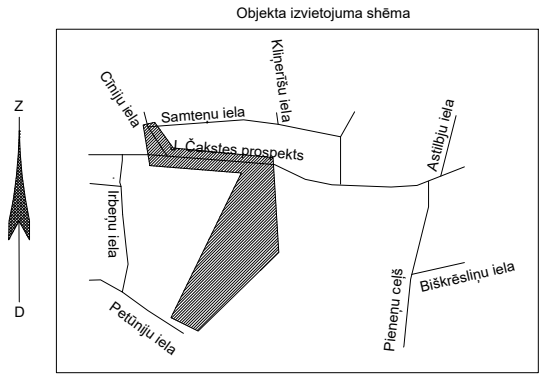 Objekta izvietojuma shēma
Z
D
Cīņiju iela
Samteņu iela
Kliņerīšu iela
J. Čakstes prospekts
Astilbju iela
Irbeņu iela
Petūniju iela
Pieneņu ceļš
Biškrēsliņu iela